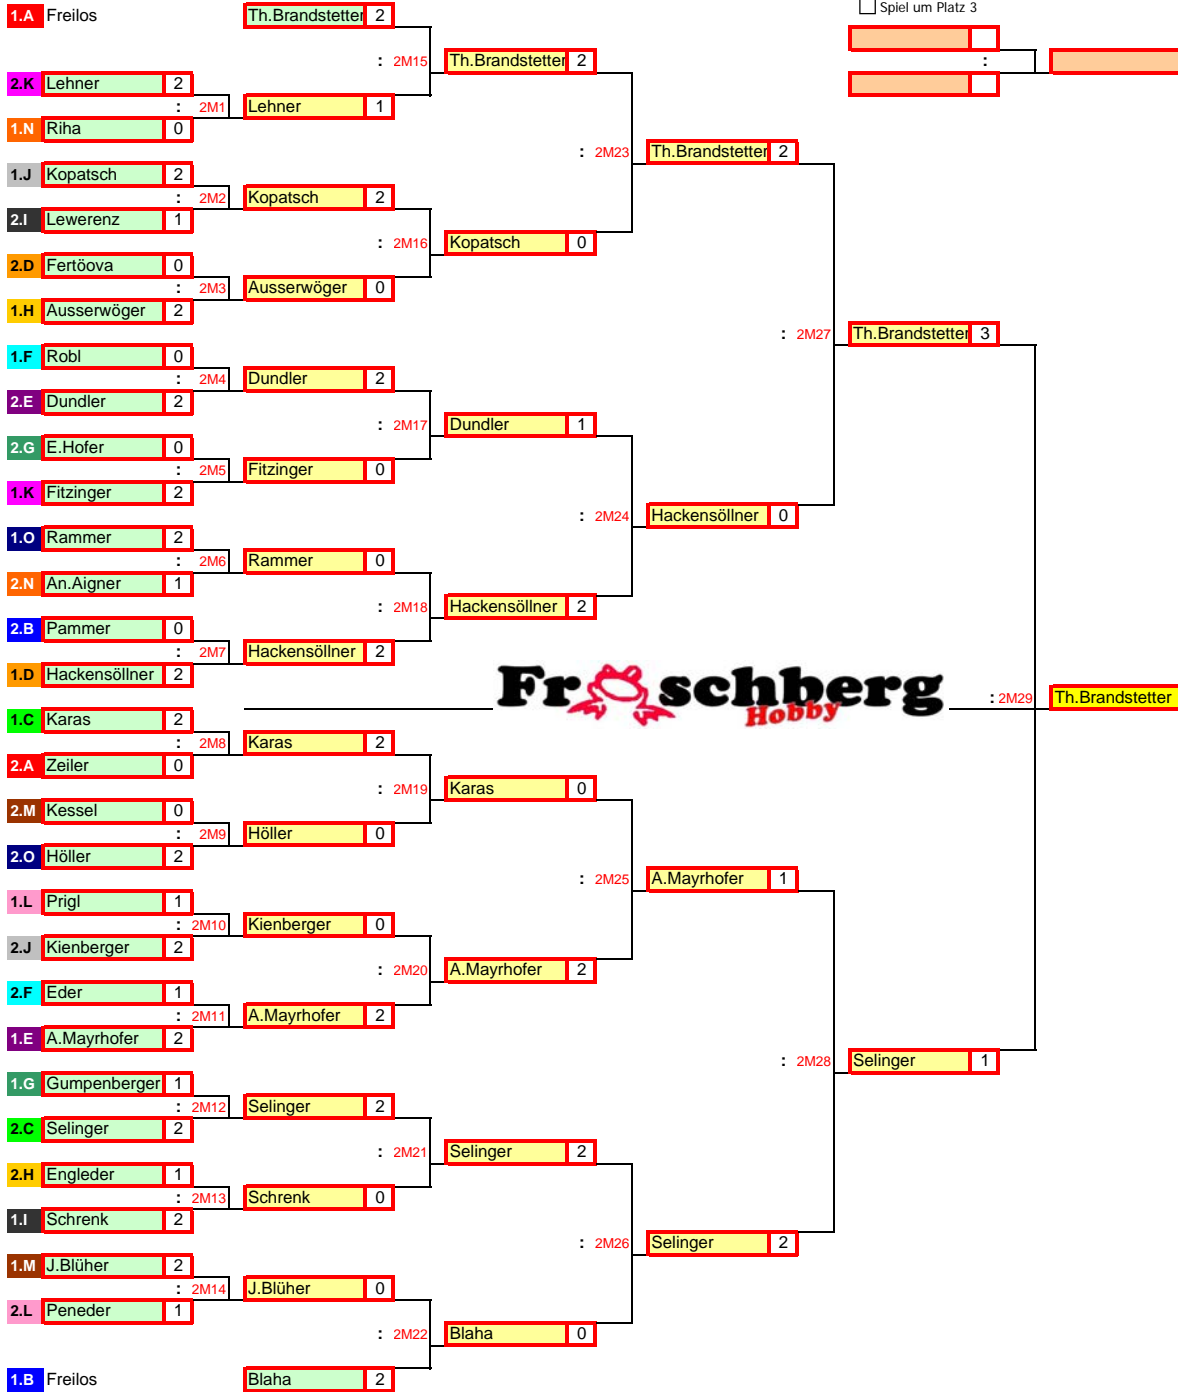 1.A Freilos Th.Brandstetter 2 Spiel um Platz 3
: 2M15 Th.Brandstetter 2 :
2.K Lehner 2
: 2M1 Lehner 1
1.N Riha 0
: 2M23 Th.Brandstetter 2
1.J Kopatsch 2
: 2M2 Kopatsch 2
2.I Lewerenz 1
: 2M16 Kopatsch 0
2.D Fertöova 0
: 2M3 Ausserwöger 0
1.H Ausserwöger 2
: 2M27 Th.Brandstetter 3
1.F Robl 0
: 2M4 Dundler 2
2.E Dundler 2
: 2M17 Dundler 1
2.G E.Hofer 0
: 2M5 Fitzinger 0
1.K Fitzinger 2
: 2M24 Hackensöllner 0
1.O Rammer 2
: 2M6 Rammer 0
2.N An.Aigner 1
: 2M18 Hackensöllner 2
2.B Pammer 0
: 2M7 Hackensöllner 2
1.D Hackensöllner 2
Froschberg
Hobby
: 2M29 Th.Brandstetter
1.C Karas 2
: 2M8 Karas 2
2.A Zeiler 0
: 2M19 Karas 0
2.M Kessel 0
: 2M9 Höller 0
2.O Höller 2
: 2M25 A.Mayrhofer 1
1.L Prigl 1
: 2M10 Kienberger 0
2.J Kienberger 2
: 2M20 A.Mayrhofer 2
2.F Eder 1
: 2M11 A.Mayrhofer 2
1.E A.Mayrhofer 2
: 2M28 Selinger 1
1.G Gumpenberger 1
: 2M12 Selinger 2
2.C Selinger 2
: 2M21 Selinger 2
2.H Engleder 1
: 2M13 Schrenk 0
1.I Schrenk 2
: 2M26 Selinger 2
1.M J.Blüher 2
: 2M14 J.Blüher 0
2.L Peneder 1
: 2M22 Blaha 0
1.B Freilos Blaha 2